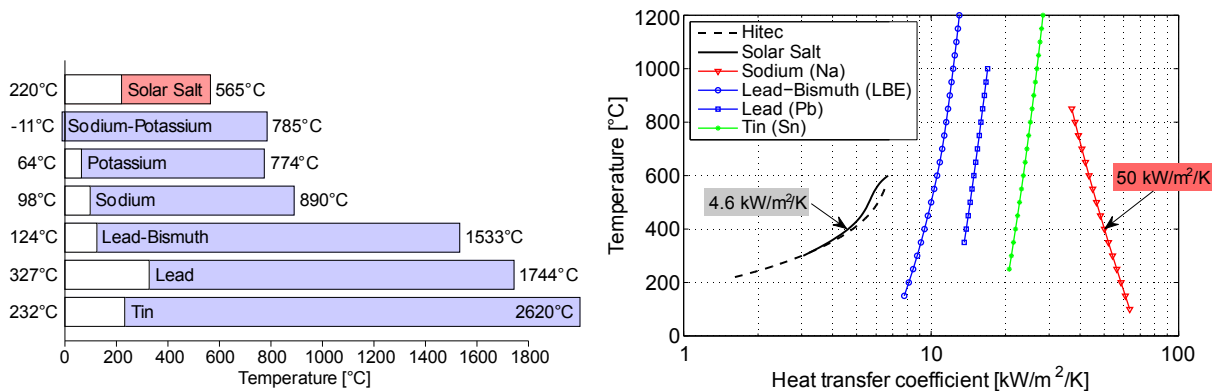 220°C Solar Salt 565°C
-11°C Sodium-Potassium 785°C
64°C Potassium 774°C
98°C Sodium 890°C
124°C Lead-Bismuth 1533°C
327°C Lead 1744°C
232°C Tin 2620°C
0 200 400 600 800 1000 1200 1400 1600 1800
Temperature [°C]
Temperature [°C]
1200
1000
800
600
400
200
0
Hitec
Solar Salt
Sodium (Na)
Lead−Bismuth (LBE)
Lead (Pb)
Tin (Sn)
4.6 kW/m²/K
50 kW/m²/K
1 10 100
Heat transfer coefficient [kW/m²/K]